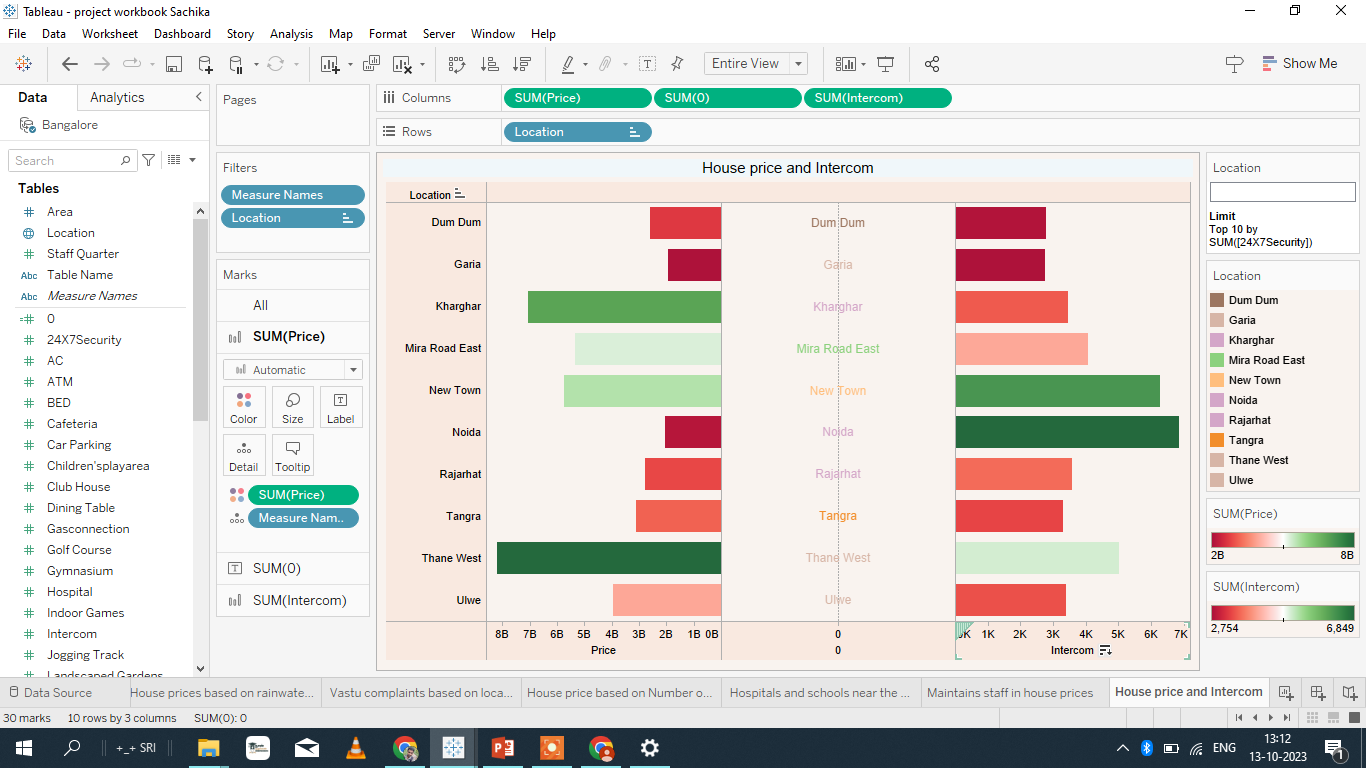 Tableau - project workbook Sachika
File Data Worksheet Dashboard Story Analysis Map Format Server Window Help
Entire View
Show Me
Data Analytics
Bangalore
Search
Tables
Area
Location
Staff Quarter
Abc Table Name
Abc Measure Names
0
24X7Security
AC
ATM
BED
Cafeteria
Car Parking
Children'splayarea
Club House
Dining Table
Gasconnection
Golf Course
Gymnasium
Hospital
Indoor Games
Intercom
Jogging Track
Landscaped Gardens
Pages
Filters
Measure Names
Location
Marks
All
SUM(Price)
Automatic
Color Size Label
Detail Tooltip
SUM(Price)
Measure Nam..
SUM(0)
SUM(Intercom)
Columns SUM(Price) SUM(0) SUM(Intercom)
Rows Location
House price and Intercom
Location
Dum Dum Dum Dum
Garia Garia
Kharghar Kharghar
Mira Road East Mira Road East
New Town New Town
Noida Noida
Rajarhat Rajarhat
Tangra Tangra
Thane West Thane West
Ulwe Ulwe
8B 7B 6B 5B 4B 3B 2B 1B 0B 0 0K 1K 2K 3K 4K 5K 6K 7K
Price 0 Intercom
Location
Limit
Top 10 by
SUM([24X7Security])
Location
Dum Dum
Garia
Kharghar
Mira Road East
New Town
Noida
Rajarhat
Tangra
Thane West
Ulwe
SUM(Price)
2B 8B
SUM(Intercom)
2,754 6,849
Data Source House prices based on rainwate... Vastu complaints based on loca... House price based on Number o... Hospitals and schools near the ... Maintains staff in house prices House price and Intercom
30 marks 10 rows by 3 columns SUM(0): 0
+_+ SRI
ENG
13:12
13-10-2023
1